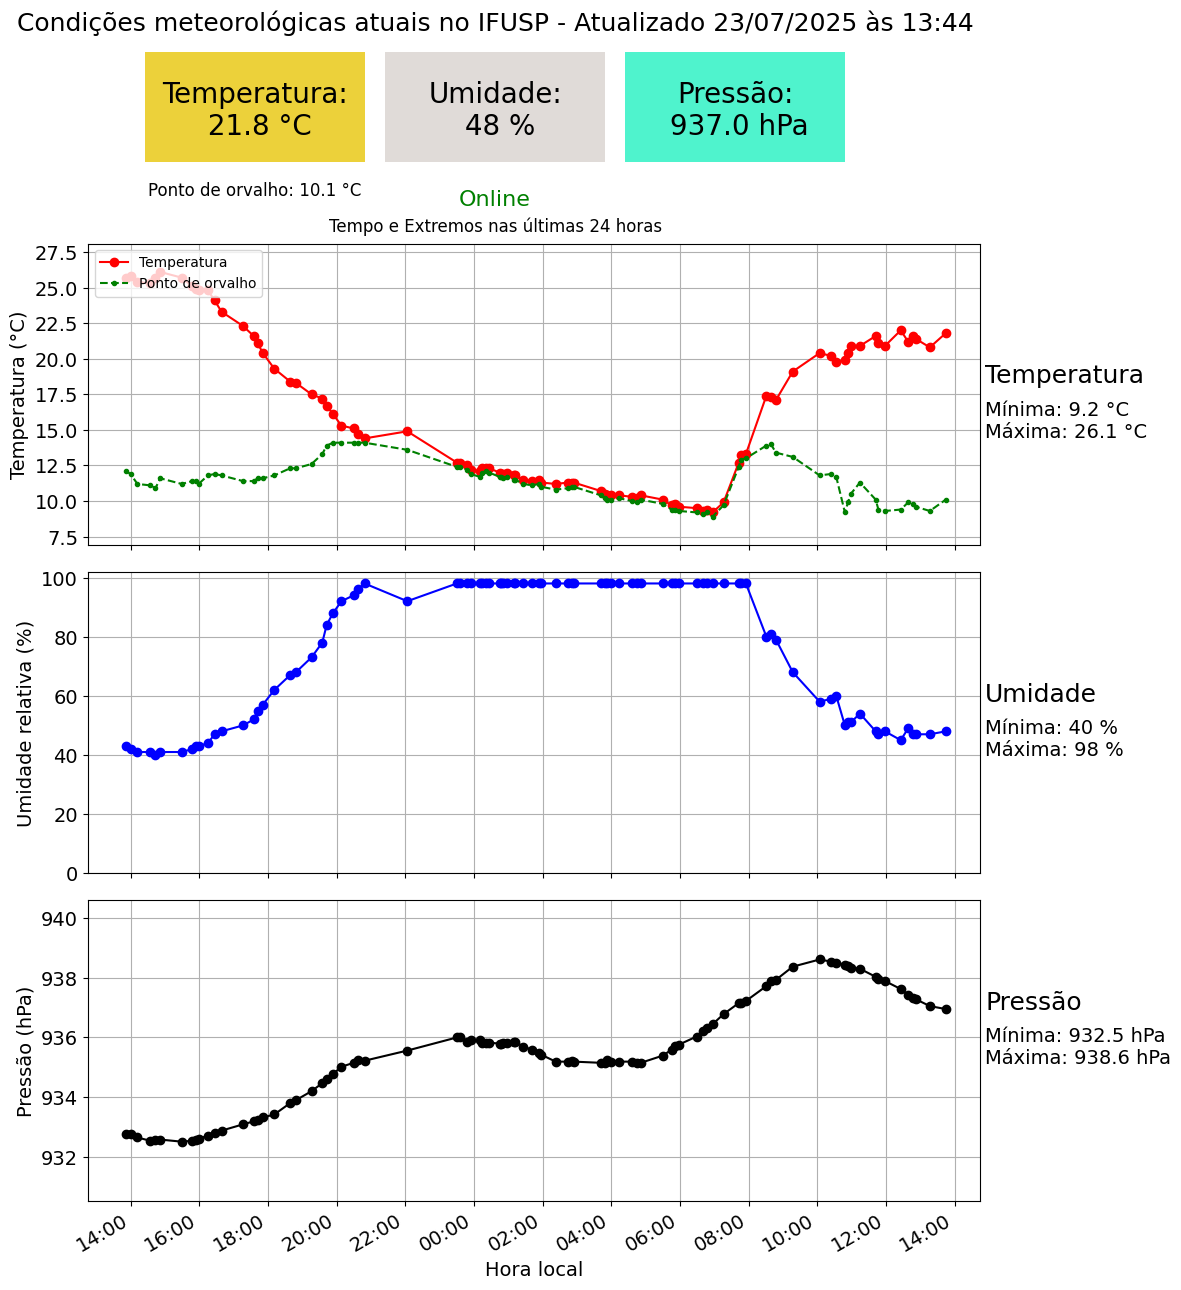 Condições meteorológicas atuais no IFUSP - Atualizado 23/07/2025 às 13:44
Temperatura:
21.8 °C
Umidade:
48 %
Pressão:
937.0 hPa
Ponto de orvalho: 10.1 °C
Online
Tempo e Extremos nas últimas 24 horas
Temperatura (°C)
27.5
25.0
22.5
20.0
17.5
15.0
12.5
10.0
7.5
Temperatura
Ponto de orvalho
Temperatura
Mínima: 9.2 °C
Máxima: 26.1 °C
Umidade relativa (%)
100
80
60
40
20
0
Umidade
Mínima: 40 %
Máxima: 98 %
Pressão (hPa)
940
938
936
934
932
Pressão
Mínima: 932.5 hPa
Máxima: 938.6 hPa
14:00 16:00 18:00 20:00 22:00 00:00 02:00 04:00 06:00 08:00 10:00 12:00 14:00
Hora local